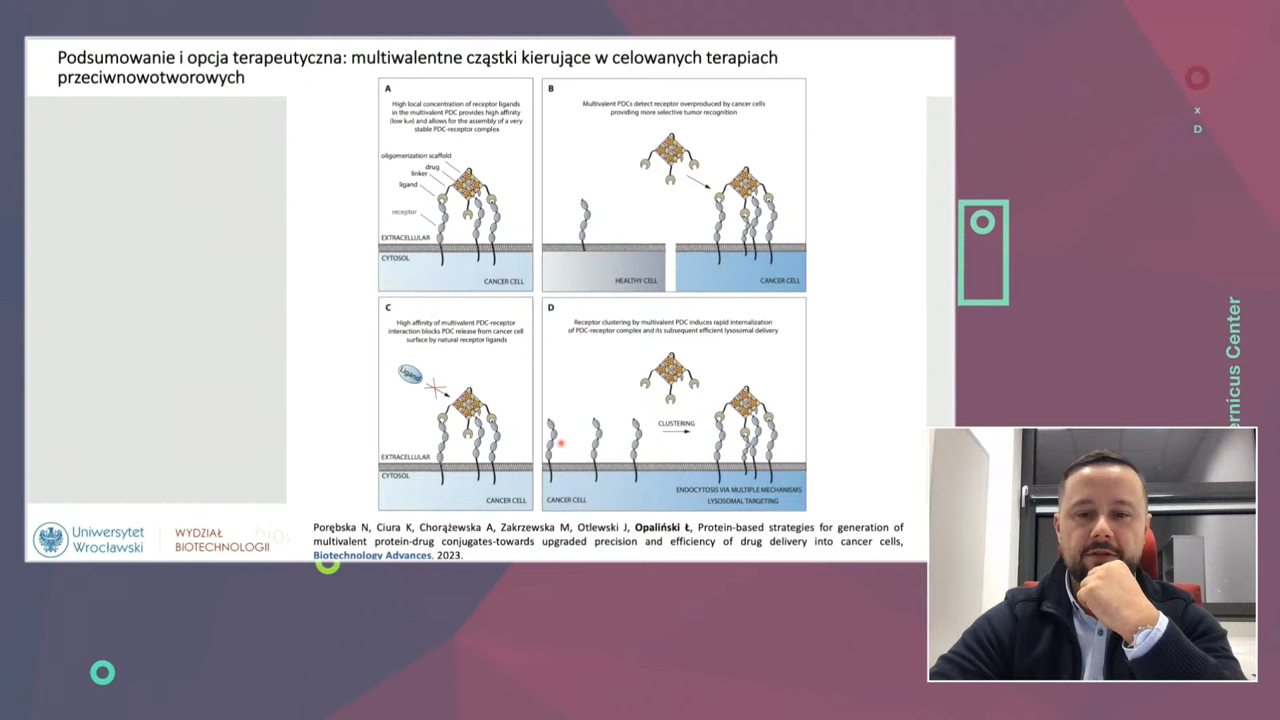 Podsumowanie i opcja terapeutyczna: multiwalentne cząstki kierujące w celowanych terapiach
przeciwnowotworowych
A
High local concentration of receptor ligands
in the multivalent PDC provides high affinity
(low koff) and allows for the assembly of a very
stable PDC-receptor complex
oligomerization scaffold
drug
linker
ligand
receptor
EXTRACELLULAR
CYTOSOL
CANCER CELL
B
Multivalent PDCs detect receptor overproduced by cancer cells
providing more selective tumor recognition
HEALTHY CELL
CANCER CELL
C
High affinity of multivalent PDC-receptor
interaction blocks PDC release from cancer cell
surface by natural receptor ligands
Ligand
EXTRACELLULAR
CYTOSOL
CANCER CELL
D
Receptor clustering by multivalent PDC induces rapid internalization
of PDC-receptor complex and its subsequent efficient lysosomal delivery
CLUSTERING
CANCER CELL
ENDOCYTOSIS VIA MULTIPLE MECHANISMS
LYSOSOMAL TARGETING
Uniwersytet
Wrocławski
WYDZIAŁ
BIOTECHNOLOGII
Porębska N, Ciura K, Chorążewska A, Zakrzewska M, Otlewski J, Opaliński Ł, Protein-based strategies for generation of
multivalent protein-drug conjugates-towards upgraded precision and efficiency of drug delivery into cancer cells,
Biotechnology Advances. 2023.
x
D
ernicus Center